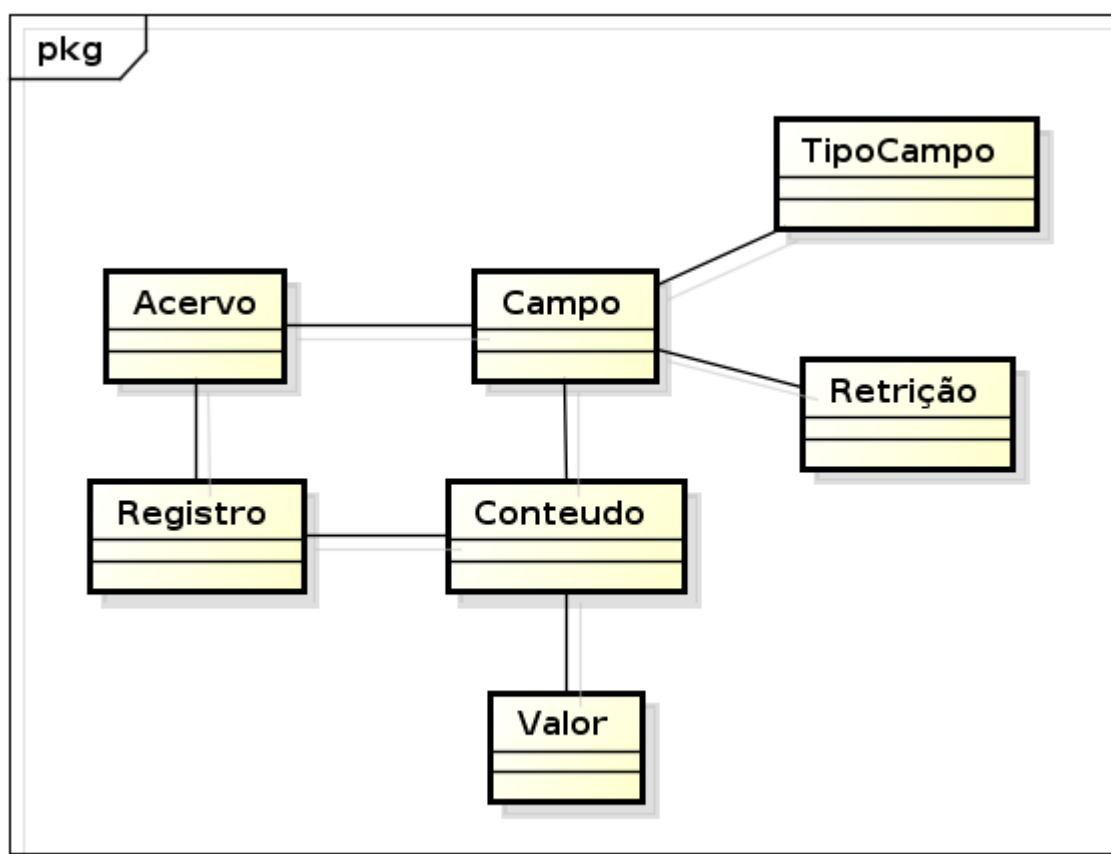 pkg
TipoCampo
Acervo
Campo
Retrição
Registro
Conteudo
Valor